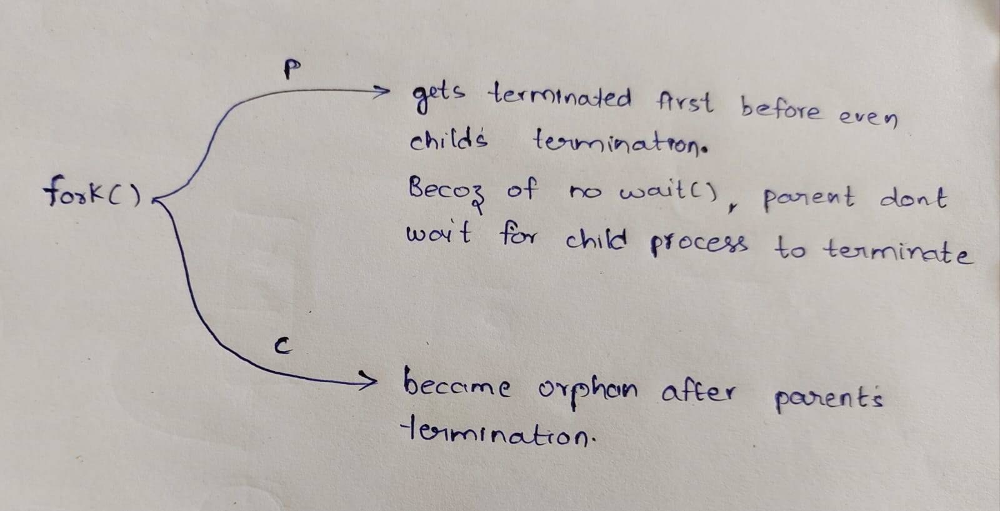 P
gets terminated first before even
child's termination.
fork()
Becoz of no wait(), parent dont
wait for child process to terminate
C
became orphan after parent's
termination.